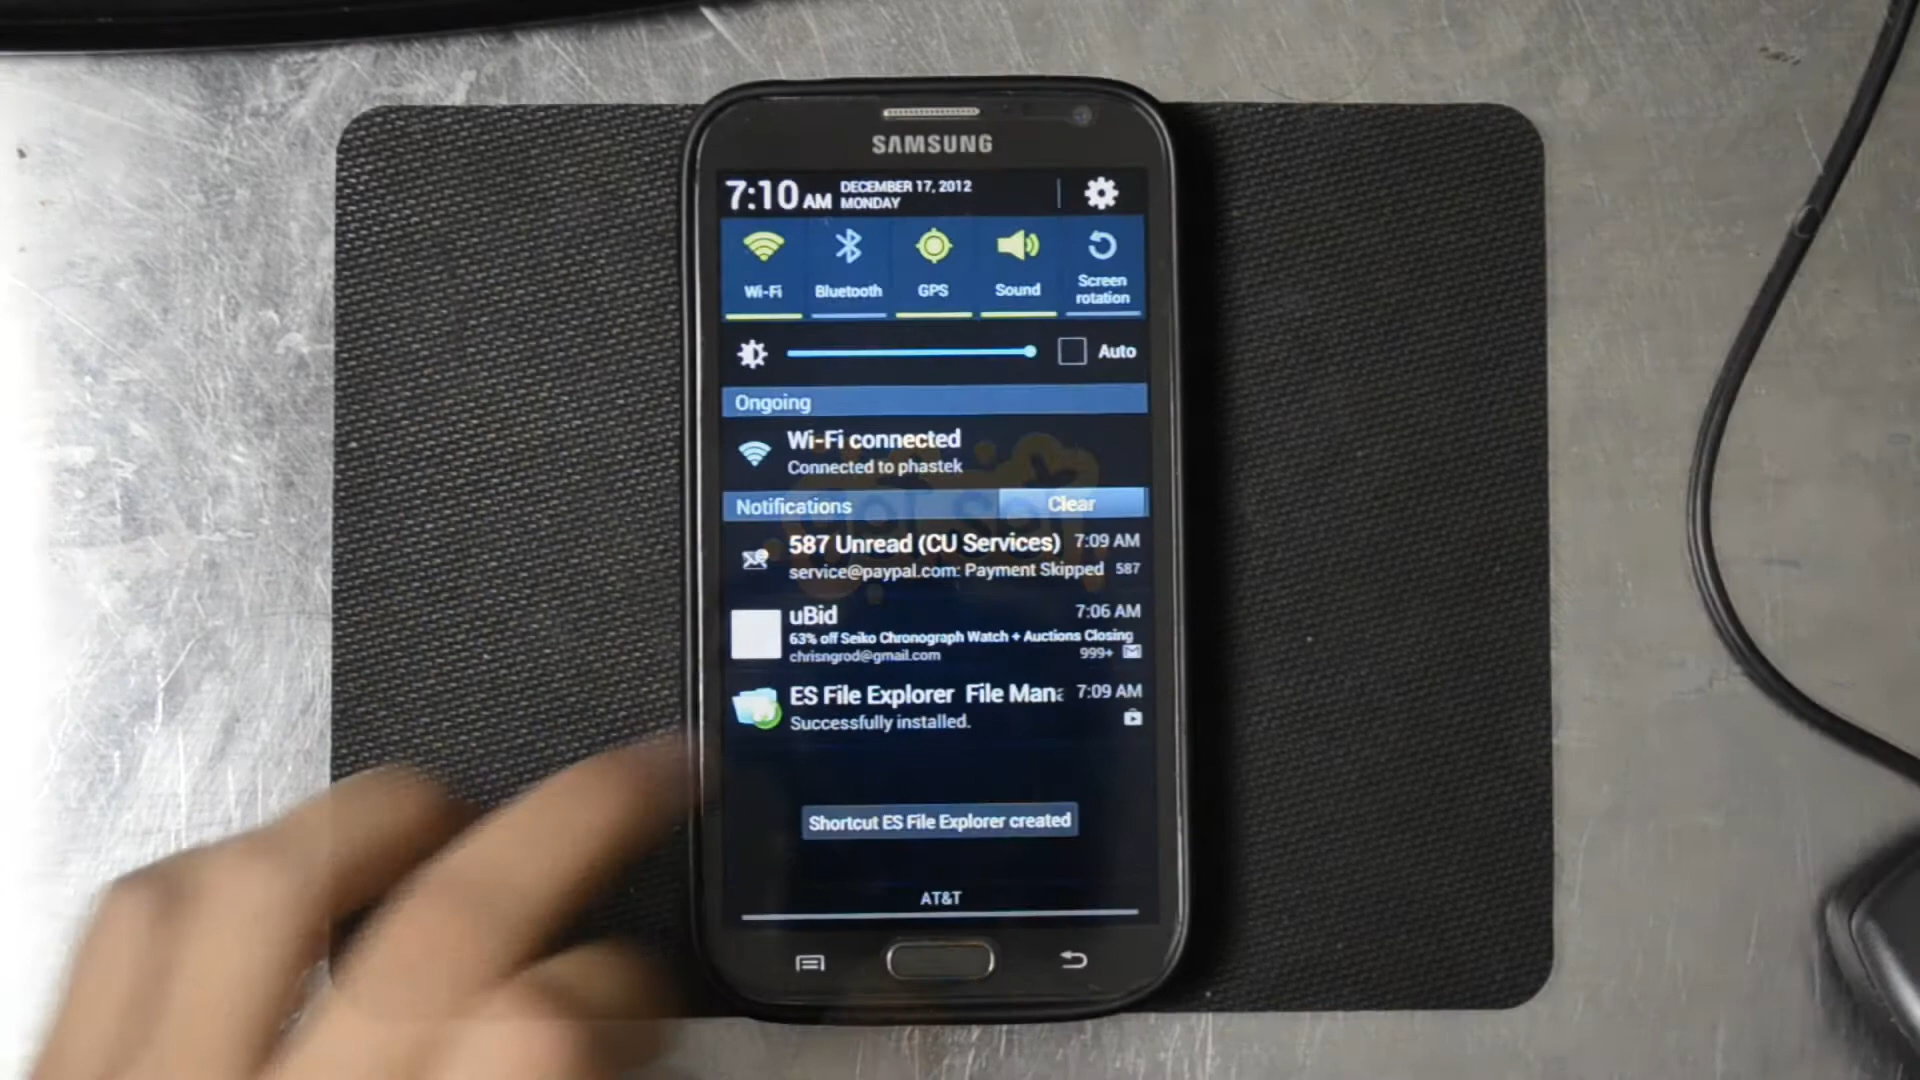 SAMSUNG
7:10 AM DECEMBER 17, 2012
MONDAY
Wi-Fi Bluetooth GPS Sound Screen rotation
Auto
Ongoing
Wi-Fi connected
Connected to phastek
Notifications Clear
get set
587 Unread (CU Services) 7:09 AM
service@paypal.com: Payment Skipped 587
uBid 7:06 AM
63% off Seiko Chronograph Watch + Auctions Closing
chrisngrod@gmail.com 999+
ES File Explorer File Mana 7:09 AM
Successfully installed.
Shortcut ES File Explorer created
AT&T